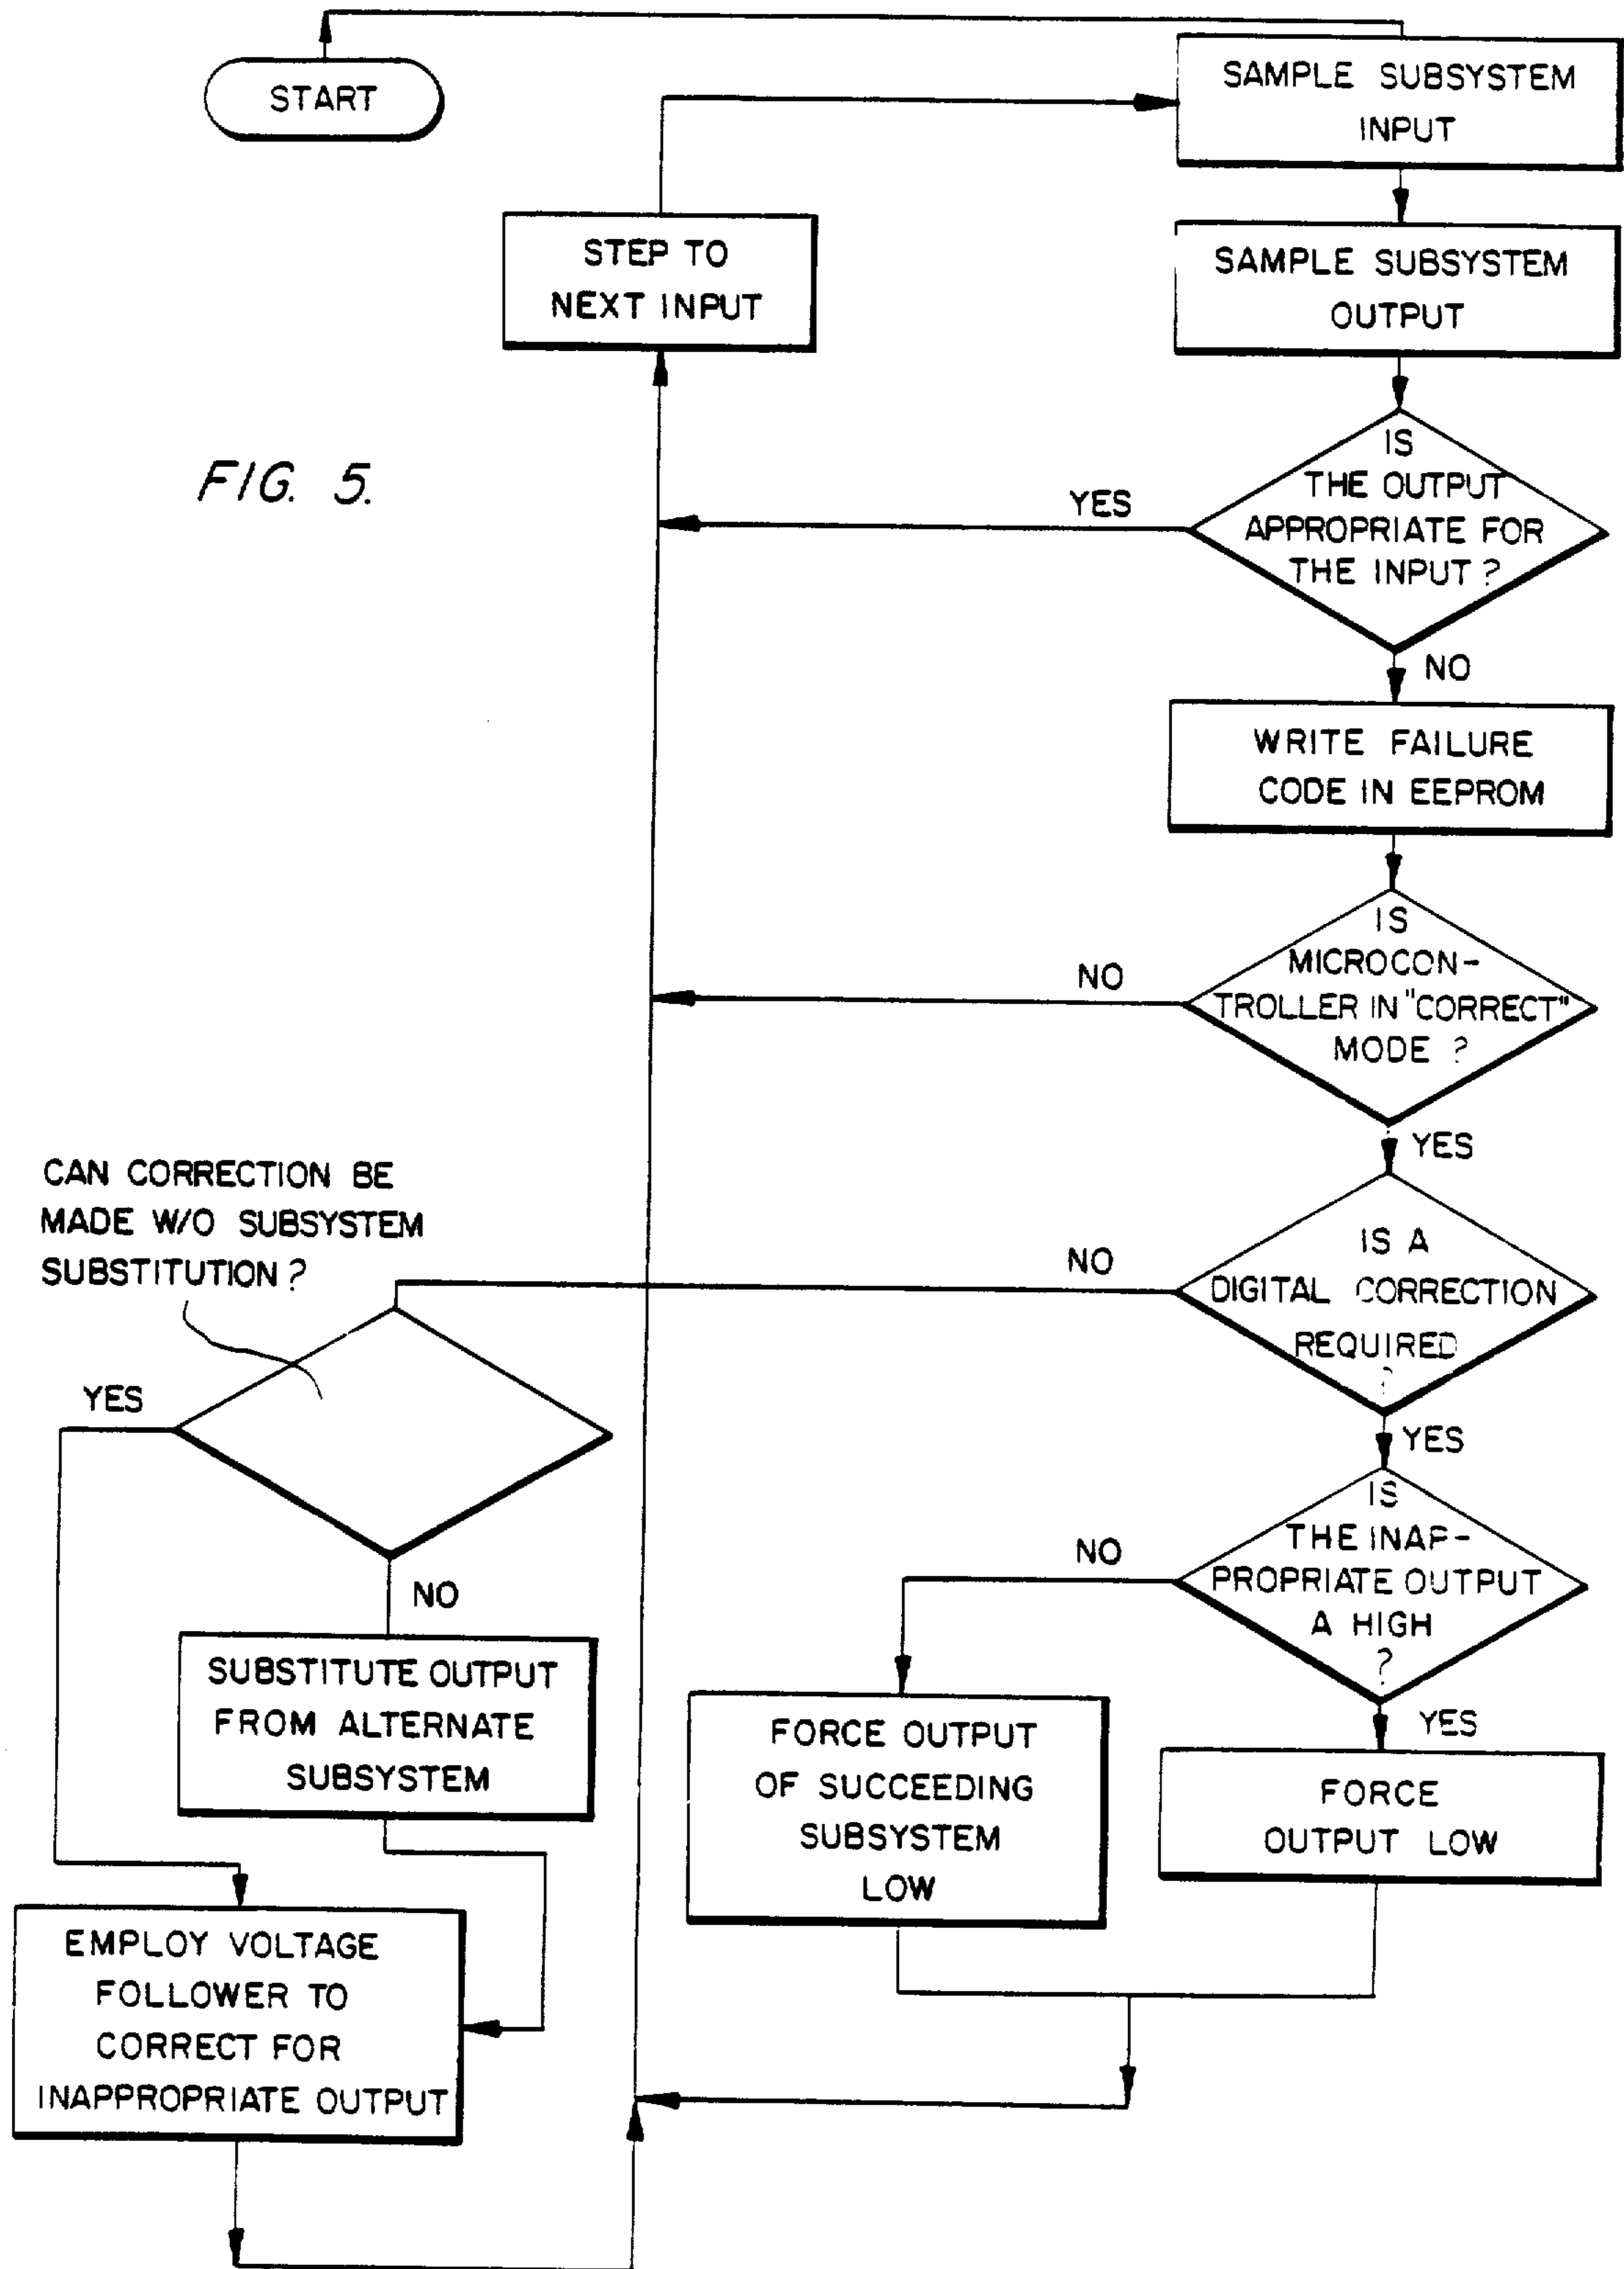 START
SAMPLE SUBSYSTEM
INPUT
STEP TO
NEXT INPUT
SAMPLE SUBSYSTEM
OUTPUT
FIG. 5.
IS
THE OUTPUT
APPROPRIATE FOR
THE INPUT?
YES
NO
WRITE FAILURE
CODE IN EEPROM
IS
MICROCON-
TROLLER IN "CORRECT"
MODE ?
NO
YES
CAN CORRECTION BE
MADE W/O SUBSYSTEM
SUBSTITUTION?
IS A
DIGITAL CORRECTION
REQUIRED
?
NO
YES
YES
NO
IS
THE INAP-
PROPRIATE OUTPUT
A HIGH
?
NO
YES
SUBSTITUTE OUTPUT
FROM ALTERNATE
SUBSYSTEM
FORCE OUTPUT
OF SUCCEEDING
SUBSYSTEM
LOW
FORCE
OUTPUT LOW
EMPLOY VOLTAGE
FOLLOWER TO
CORRECT FOR
INAPPROPRIATE OUTPUT